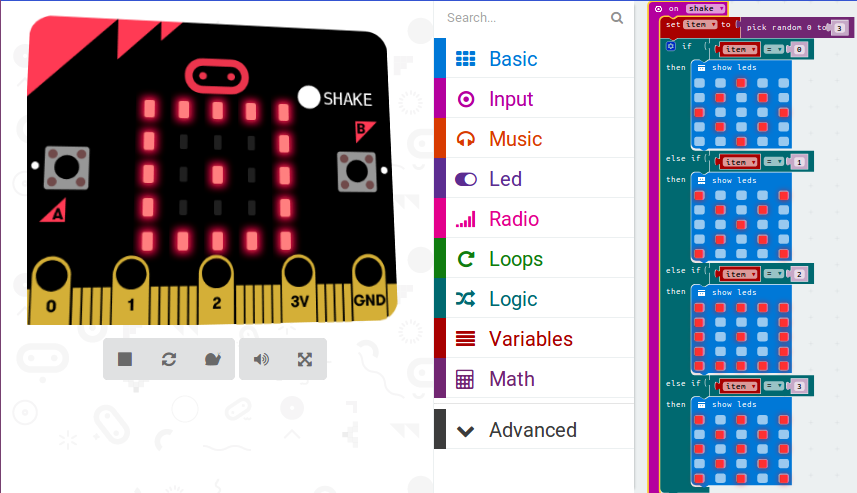 SHAKE
B
A
0
1
2
3V
GND
Search...
Basic
Input
Music
Led
Radio
Loops
Logic
Variables
Math
Advanced
on shake
set item to pick random 0 to 3
if item = 0
then show leds
else if item = 1
then show leds
else if item = 2
then show leds
else if item = 3
then show leds